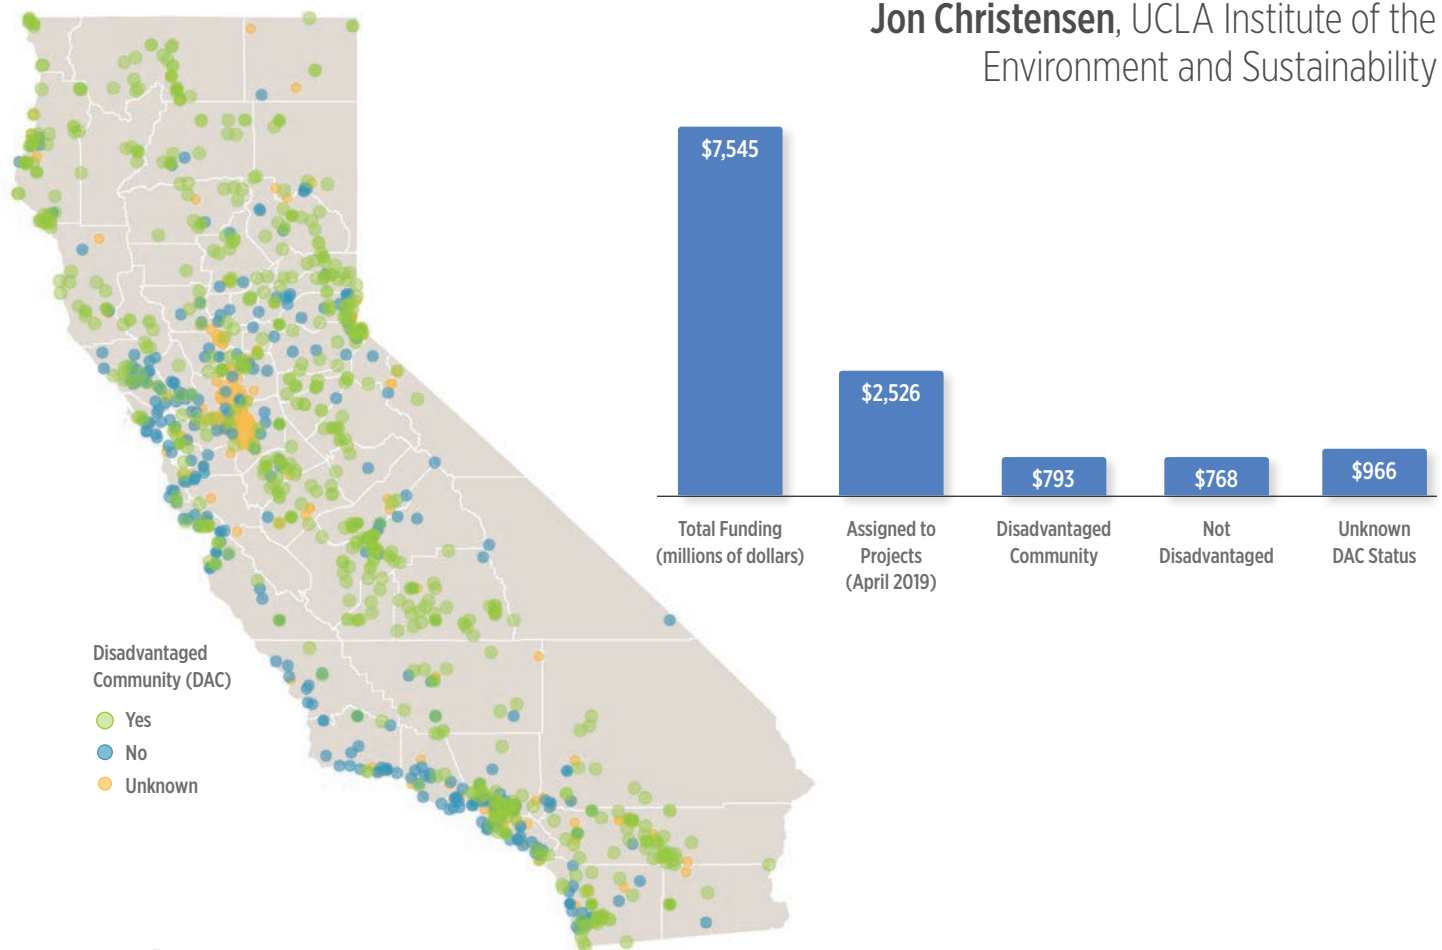 Jon Christensen, UCLA Institute of the
Environment and Sustainability
$7,545
$2,526
$793
$768
$966
Total Funding
(millions of dollars)
Assigned to
Projects
(April 2019)
Disadvantaged
Community
Not
Disadvantaged
Unknown
DAC Status
Disadvantaged
Community (DAC)
Yes
No
Unknown